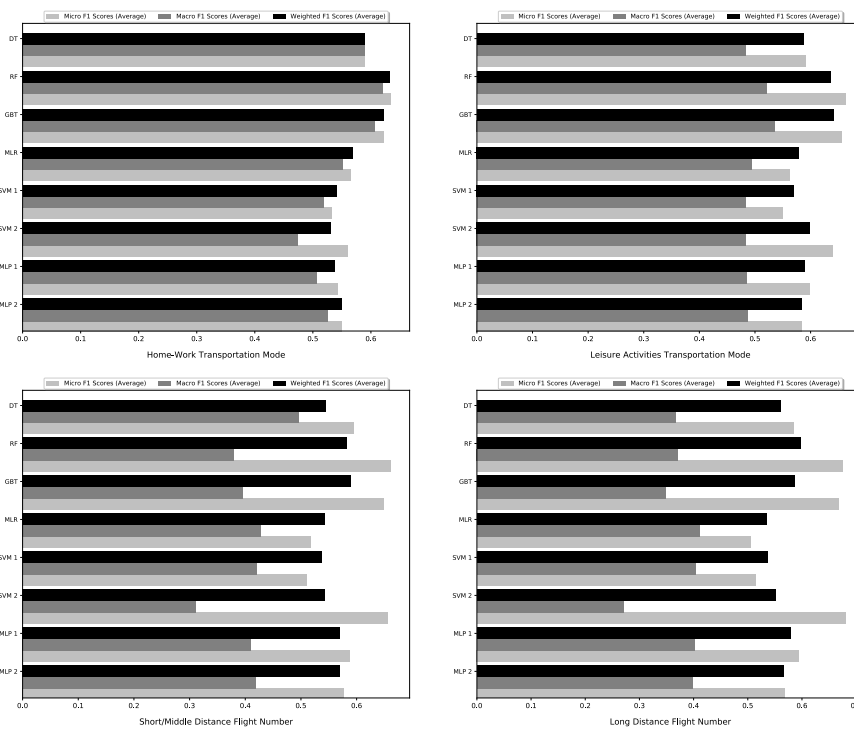 Micro F1 Scores (Average) Macro F1 Scores (Average) Weighted F1 Scores (Average)
DT
RF
GBT
MLR
SVM 1
SVM 2
MLP 1
MLP 2
0.0 0.1 0.2 0.3 0.4 0.5 0.6
Home-Work Transportation Mode
Micro F1 Scores (Average) Macro F1 Scores (Average) Weighted F1 Scores (Average)
DT
RF
GBT
MLR
SVM 1
SVM 2
MLP 1
MLP 2
0.0 0.1 0.2 0.3 0.4 0.5 0.6
Leisure Activities Transportation Mode
Micro F1 Scores (Average) Macro F1 Scores (Average) Weighted F1 Scores (Average)
DT
RF
GBT
MLR
SVM 1
SVM 2
MLP 1
MLP 2
0.0 0.1 0.2 0.3 0.4 0.5 0.6
Short/Middle Distance Flight Number
Micro F1 Scores (Average) Macro F1 Scores (Average) Weighted F1 Scores (Average)
DT
RF
GBT
MLR
SVM 1
SVM 2
MLP 1
MLP 2
0.0 0.1 0.2 0.3 0.4 0.5 0.6
Long Distance Flight Number